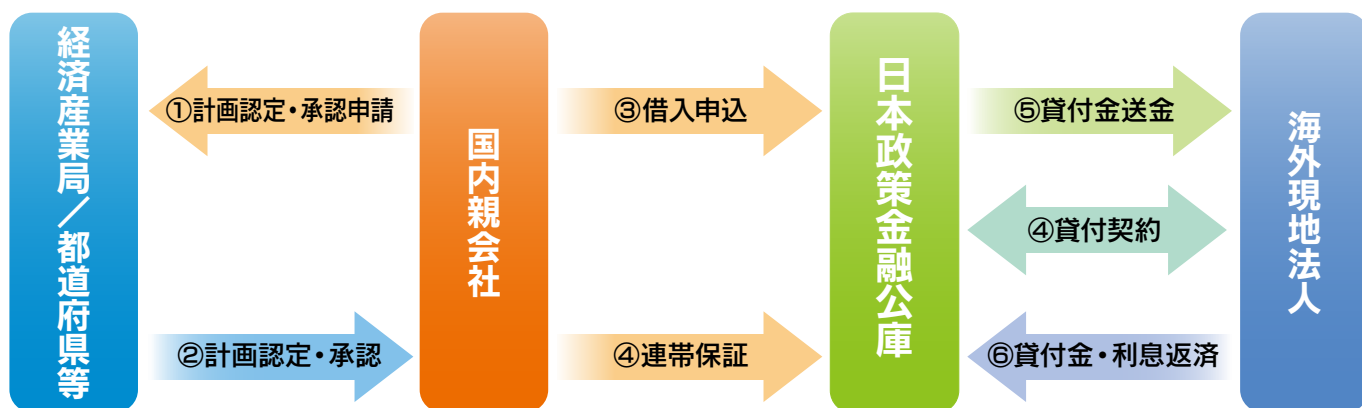 経済産業局／都道府県等
①計画認定・承認申請
②計画認定・承認
国内親会社
③借入申込
④連帯保証
日本政策金融公庫
⑤貸付金送金
④貸付契約
⑥貸付金・利息返済
海外現地法人